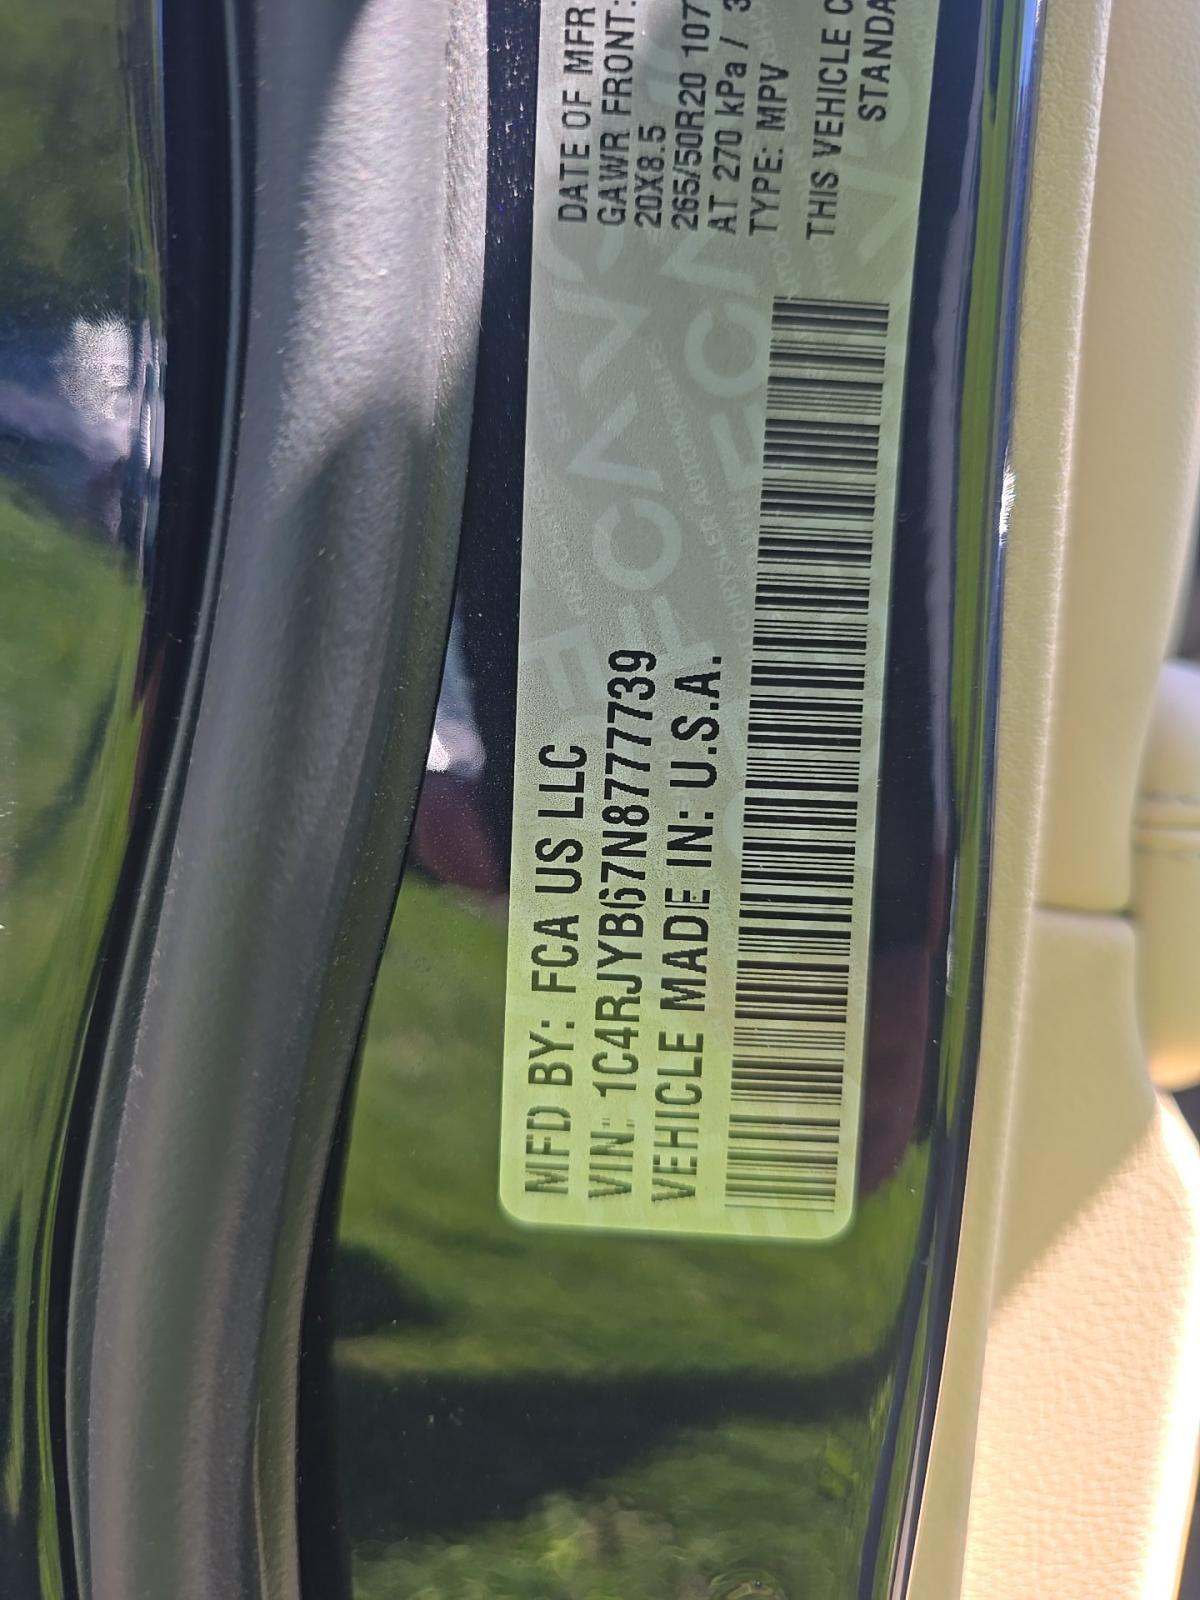 MFD BY: FCA US LLC
VIN: 1C4RJYB67N8777739
VEHICLE MADE IN: U.S.A.
DATE OF MFR
GAWR FRONT:
20X8.5
265/50R20 107
AT 270 kPa / 3
TYPE: MPV
THIS VEHICLE C
STANDA